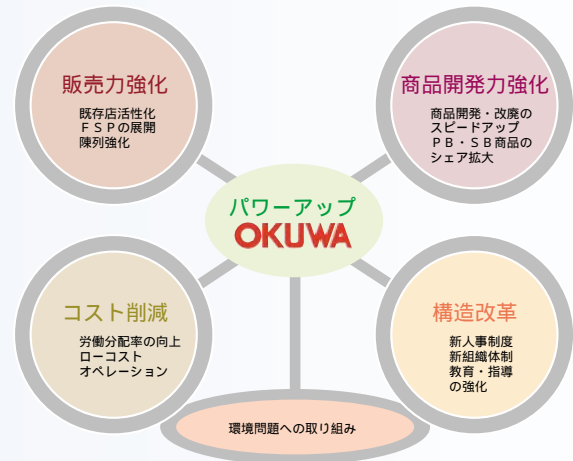 販売力強化
既存店活性化
ＦＳＰの展開
陳列強化
商品開発力強化
商品開発・改廃の
スピードアップ
ＰＢ・ＳＢ商品の
シェア拡大
パワーアップ
OKUWA
コスト削減
労働分配率の向上
ローコスト
オペレーション
構造改革
新人事制度
新組織体制
教育・指導
の強化
環境問題への取り組み